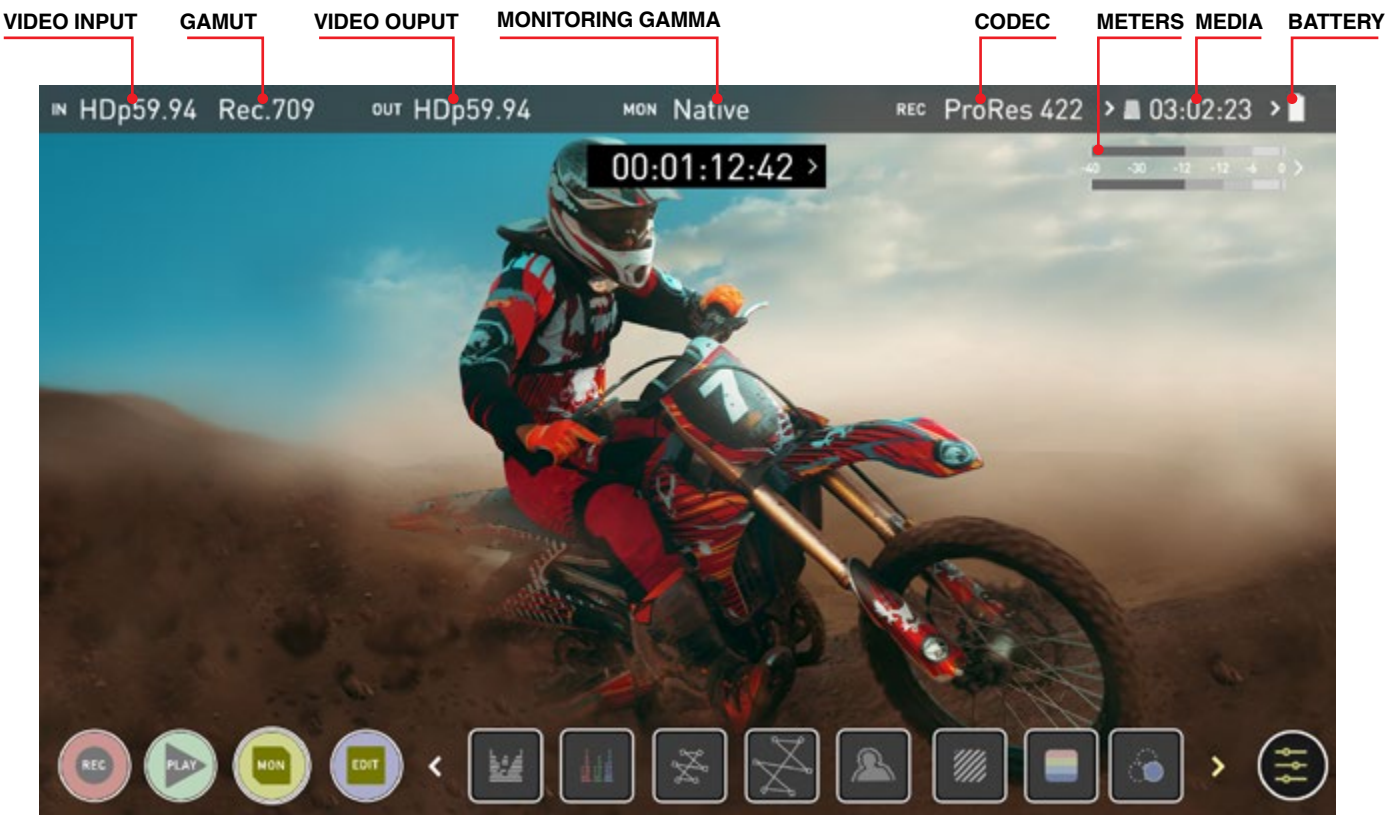 VIDEO INPUT GAMUT VIDEO OUPUT MONITORING GAMMA CODEC METERS MEDIA BATTERY
IN HDp59.94 Rec.709 OUT HDp59.94 MON Native REC ProRes 422 > 03:02:23 >
00:01:12:42 >
-40 -30 -12 -12 -6 0 >
7
REC PLAY MON EDIT < >